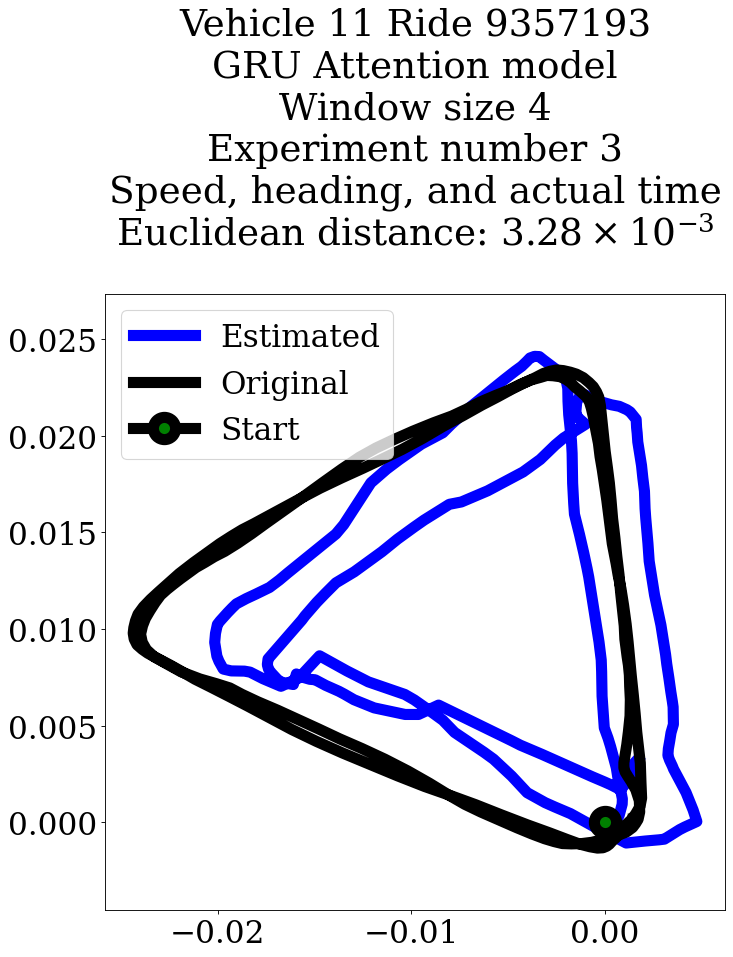 Vehicle 11 Ride 9357193
GRU Attention model
Window size 4
Experiment number 3
Speed, heading, and actual time
Euclidean distance: 3.28 × 10⁻³
Estimated
Original
Start
0.025
0.020
0.015
0.010
0.005
0.000
−0.02
−0.01
0.00